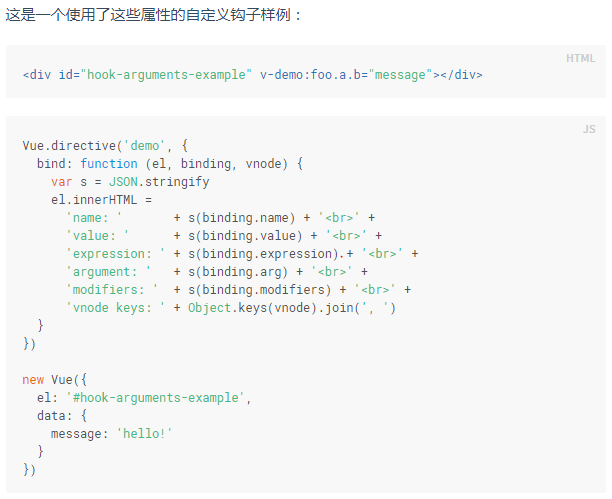 这是一个使用了这些属性的自定义钩子样例：
HTML
<div id="hook-arguments-example" v-demo:foo.a.b="message"></div>
JS
Vue.directive('demo', {
  bind: function (el, binding, vnode) {
    var s = JSON.stringify
    el.innerHTML =
      'name: '       + s(binding.name) + '<br>' +
      'value: '      + s(binding.value) + '<br>' +
      'expression: ' + s(binding.expression) + '<br>' +
      'argument: '   + s(binding.arg) + '<br>' +
      'modifiers: '  + s(binding.modifiers) + '<br>' +
      'vnode keys: ' + Object.keys(vnode).join(', ')
  }
})
new Vue({
  el: '#hook-arguments-example',
  data: {
    message: 'hello!'
  }
})